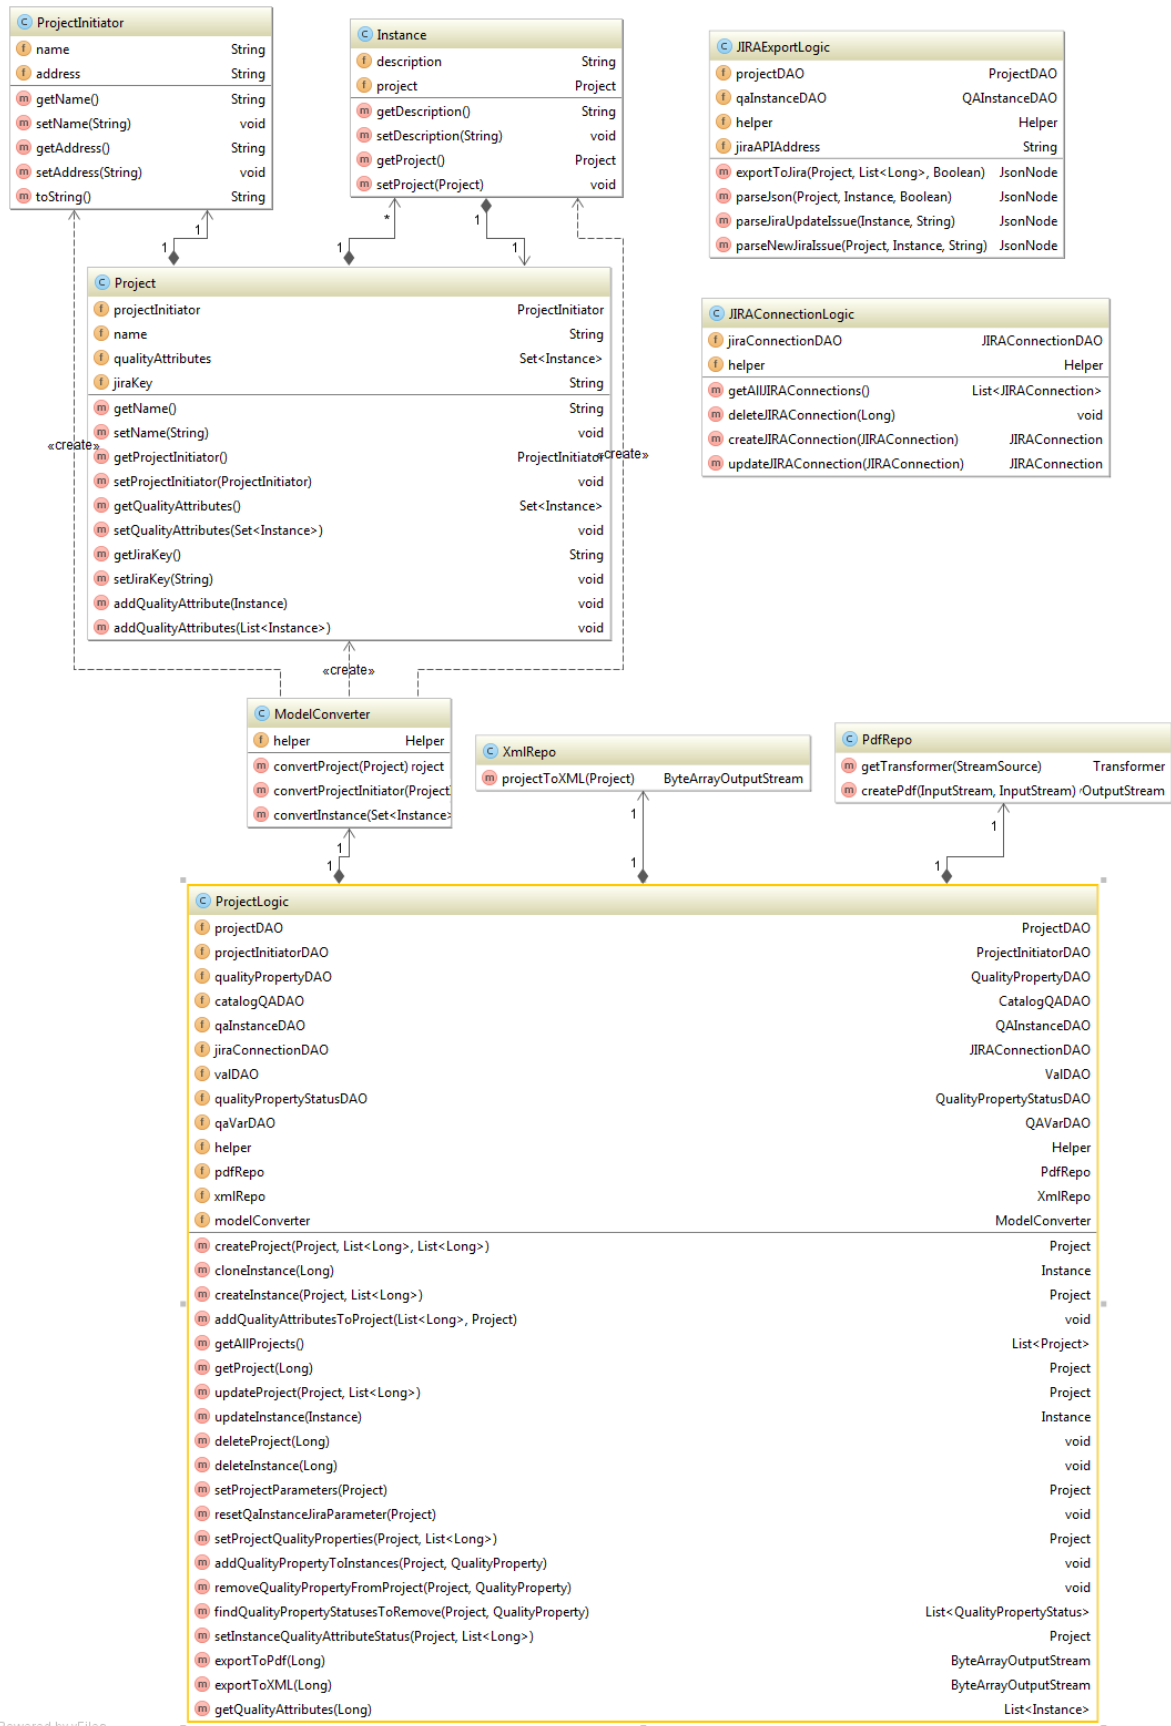 ProjectInitiator
name String
address String
getName() String
setName(String) void
getAddress() String
setAddress(String) void
toString() String
Instance
description String
project Project
getDescription() String
setDescription(String) void
getProject() Project
setProject(Project) void
JIRAExportLogic
projectDAO ProjectDAO
qaInstanceDAO QAInstanceDAO
helper Helper
jiraAPIAddress String
exportToJira(Project, List<Long>, Boolean) JsonNode
parseJson(Project, Instance, Boolean) JsonNode
parseJiraUpdateIssue(Instance, String) JsonNode
parseNewJiraIssue(Project, Instance, String) JsonNode
1
1
*
1
1
1
Project
projectInitiator ProjectInitiator
name String
qualityAttributes Set<Instance>
jiraKey String
getName() String
setName(String) void
getProjectInitiator() ProjectInitiator
setProjectInitiator(ProjectInitiator) void
getQualityAttributes() Set<Instance>
setQualityAttributes(Set<Instance>) void
getJiraKey() String
setJiraKey(String) void
addQualityAttribute(Instance) void
addQualityAttributes(List<Instance>) void
«create»
«create»
«create»
JIRAConnectionLogic
jiraConnectionDAO JIRAConnectionDAO
helper Helper
getAllJIRAConnections() List<JIRAConnection>
deleteJIRAConnection(Long) void
createJIRAConnection(JIRAConnection) JIRAConnection
updateJIRAConnection(JIRAConnection) JIRAConnection
ModelConverter
helper Helper
convertProject(Project) roject
convertProjectInitiator(Project
convertInstance(Set<Instance>
XmlRepo
projectToXML(Project) ByteArrayOutputStream
PdfRepo
getTransformer(StreamSource) Transformer
createPdf(InputStream, InputStream) OutputStream
1
1
1
1
1
1
ProjectLogic
projectDAO ProjectDAO
projectInitiatorDAO ProjectInitiatorDAO
qualityPropertyDAO QualityPropertyDAO
catalogQADAO CatalogQADAO
qaInstanceDAO QAInstanceDAO
jiraConnectionDAO JIRAConnectionDAO
valDAO ValDAO
qualityPropertyStatusDAO QualityPropertyStatusDAO
qaVarDAO QAVarDAO
helper Helper
pdfRepo PdfRepo
xmlRepo XmlRepo
modelConverter ModelConverter
createProject(Project, List<Long>, List<Long>) Project
cloneInstance(Long) Instance
createInstance(Project, List<Long>) Project
addQualityAttributesToProject(List<Long>, Project) void
getAllProjects() List<Project>
getProject(Long) Project
updateProject(Project, List<Long>) Project
updateInstance(Instance) Instance
deleteProject(Long) void
deleteInstance(Long) void
setProjectParameters(Project) Project
resetQaInstanceJiraParameter(Project) void
setProjectQualityProperties(Project, List<Long>) Project
addQualityPropertyToInstances(Project, QualityProperty) void
removeQualityPropertyFromProject(Project, QualityProperty) void
findQualityPropertyStatusesToRemove(Project, QualityProperty) List<QualityPropertyStatus>
setInstanceQualityAttributeStatus(Project, List<Long>) Project
exportToPdf(Long) ByteArrayOutputStream
exportToXML(Long) ByteArrayOutputStream
getQualityAttributes(Long) List<Instance>